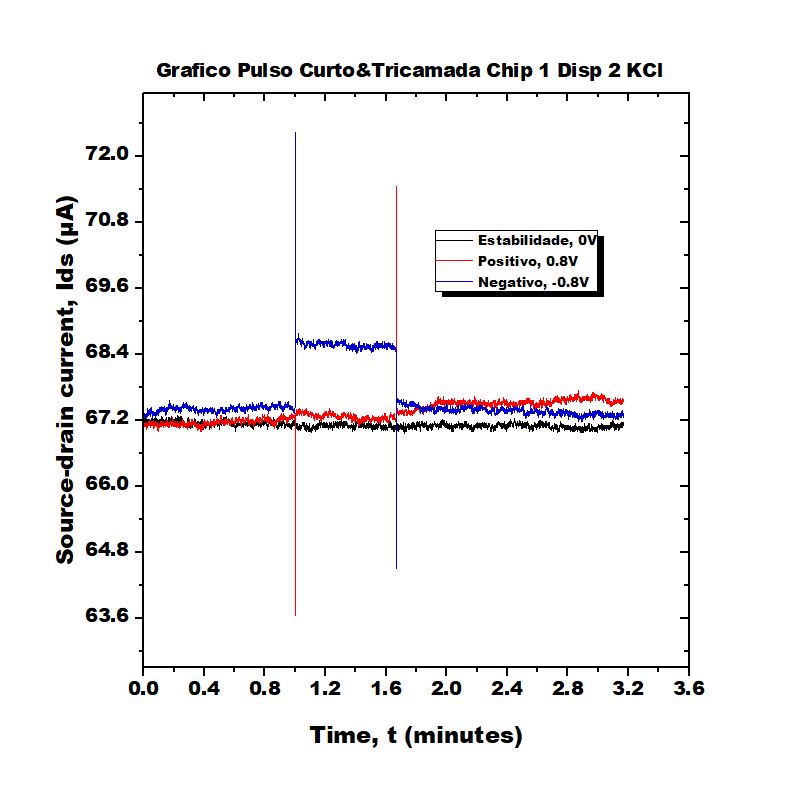 Grafico Pulso Curto&Tricamada Chip 1 Disp 2 KCl
Source-drain current, Ids (µA)
72.0
70.8
69.6
68.4
67.2
66.0
64.8
63.6
Estabilidade, 0V
Positivo, 0.8V
Negativo, -0.8V
0.0 0.4 0.8 1.2 1.6 2.0 2.4 2.8 3.2 3.6
Time, t (minutes)